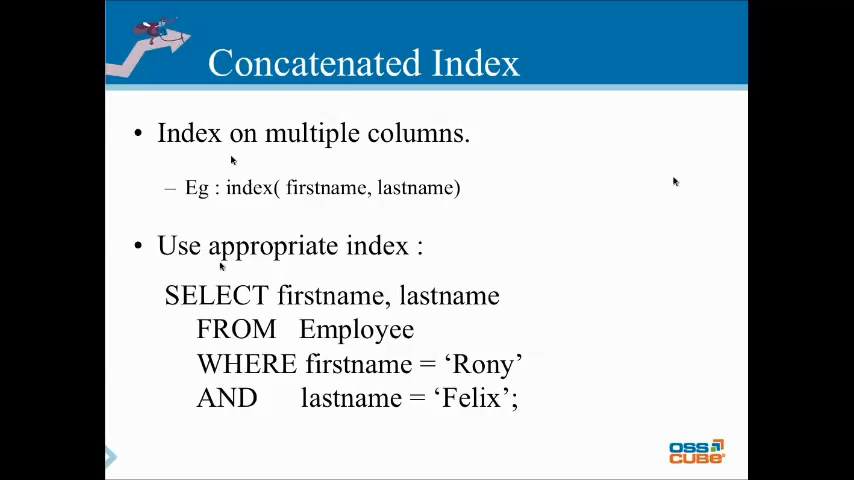 Concatenated Index
• Index on multiple columns.
– Eg : index( firstname, lastname)
• Use appropriate index :
SELECT firstname, lastname
FROM Employee
WHERE firstname = ‘Rony’
AND lastname = ‘Felix’;
OSS
CUBE